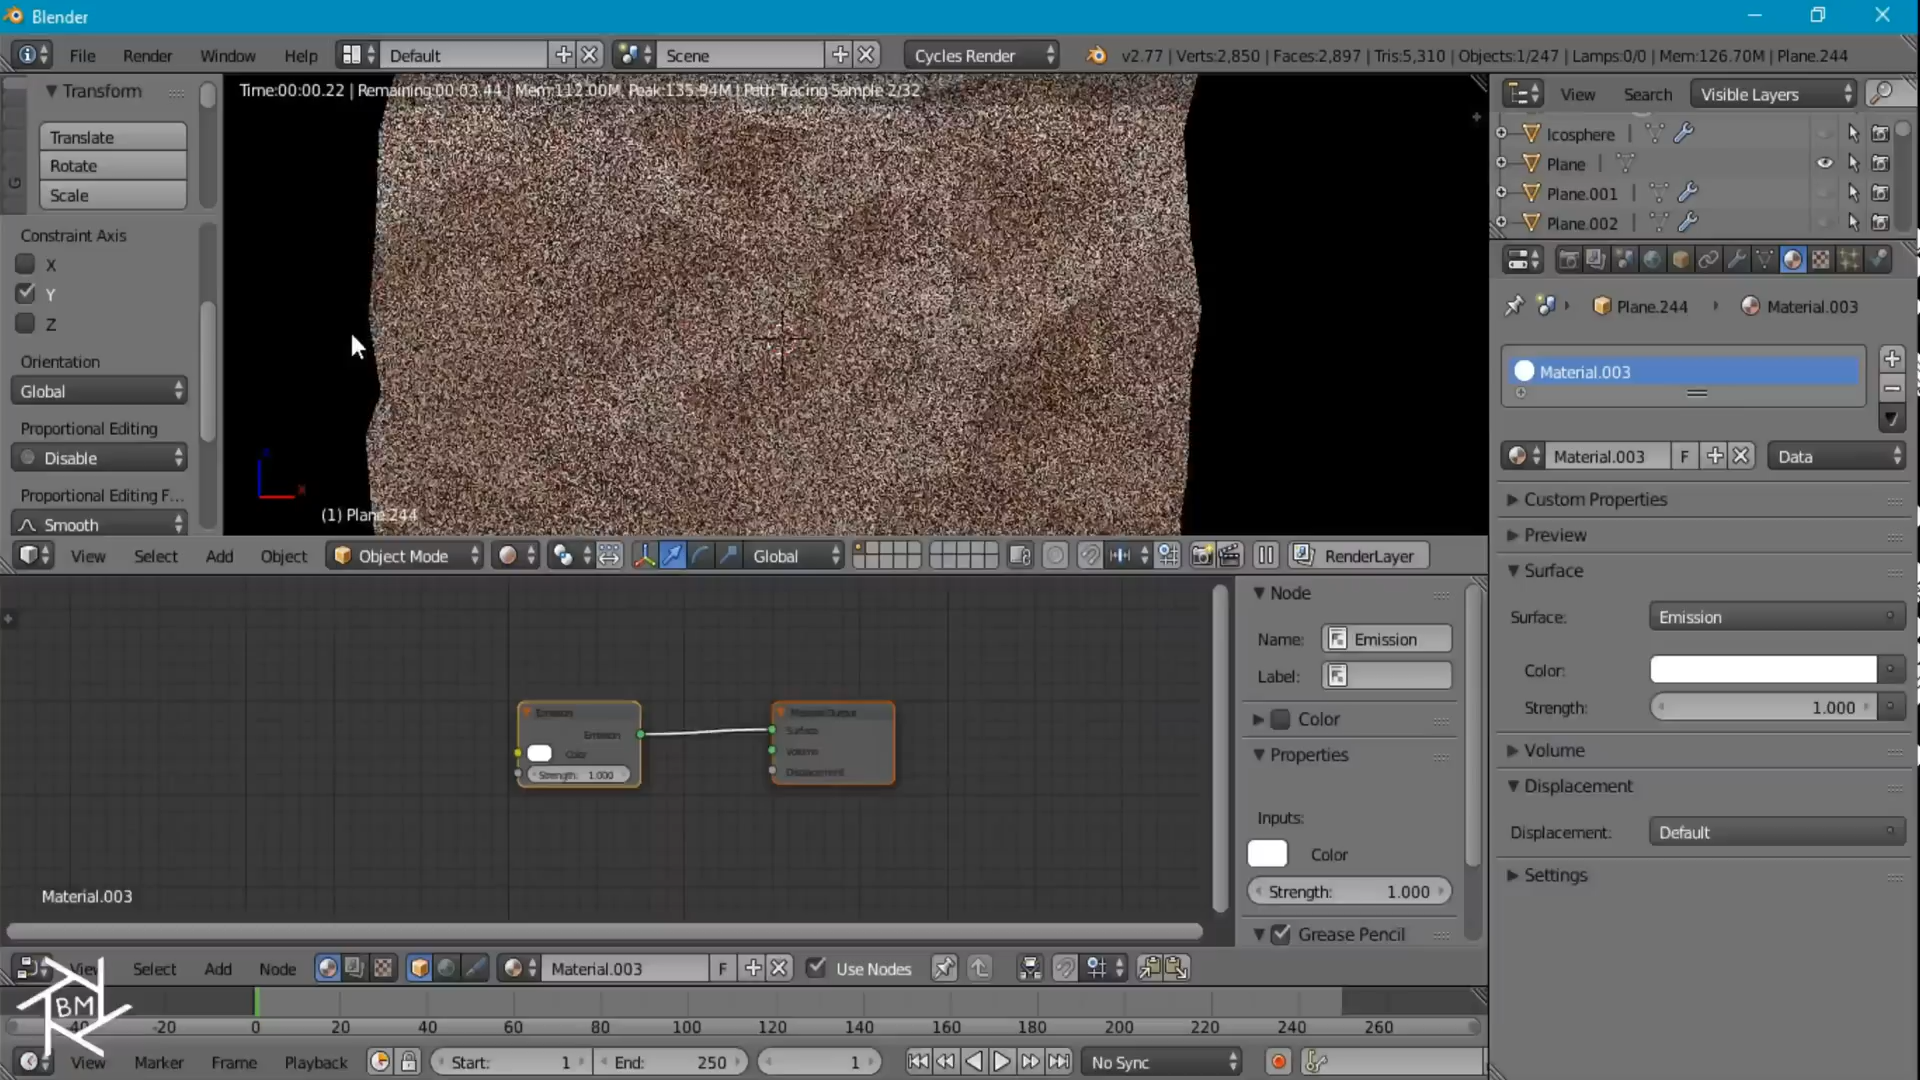 Blender
File Render Window Help Default Scene Cycles Render v2.77 | Verts:2,850 | Faces:2,897 | Tris:5,310 | Objects:1/247 | Lamps:0/0 | Mem:126.70M | Plane.244
Transform
Translate
Rotate
Scale
Constraint Axis
X
Y
Z
Orientation
Global
Proportional Editing
Disable
Proportional Editing F...
Smooth
Time:00:00.22 | Remaining:00:03.44 | Mem:112.00M, Peak:135.94M | Path Tracing Sample 2/32
(1) Plane.244
View Select Add Object Object Mode Global RenderLayer
View Search Visible Layers
Icosphere
Plane
Plane.001
Plane.002
Plane.244 Material.003
Material.003
Material.003 F Data
Custom Properties
Preview
Surface
Surface: Emission
Color:
Strength: 1.000
Volume
Displacement
Displacement: Default
Settings
Emission
Emission
Color
Strength: 1.000
Material Output
Surface
Volume
Displacement
Material.003
Node
Name: Emission
Label:
Color
Properties
Inputs:
Color
Strength: 1.000
Grease Pencil
View Select Add Node Material.003 F Use Nodes
BM
-40 -20 0 20 40 60 80 100 120 140 160 180 200 220 240 260
View Marker Frame Playback Start: 1 End: 250 1 No Sync